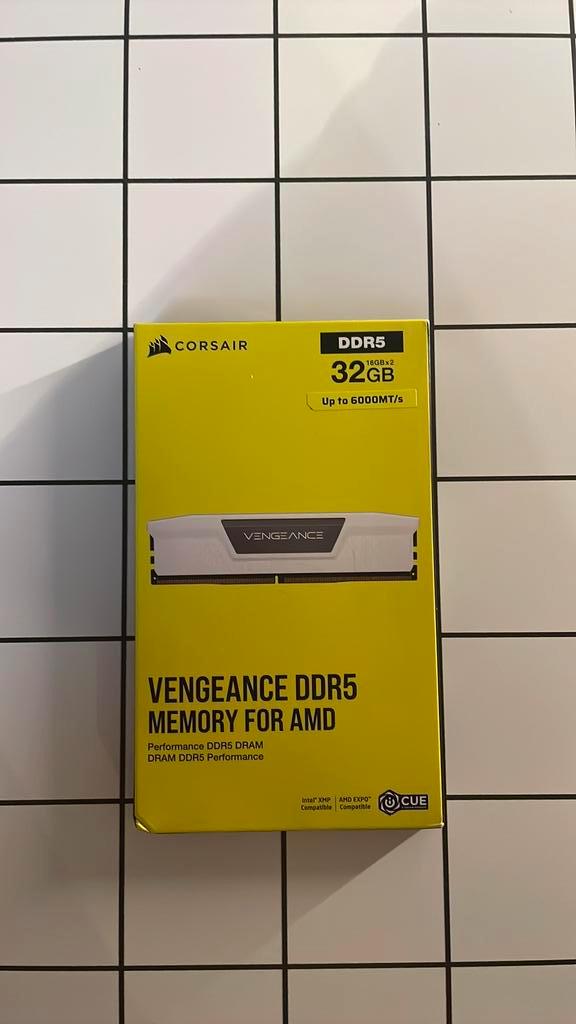 CORSAIR
DDR5
32GB 16GBx2
Up to 6000MT/s
VENGEANCE
VENGEANCE DDR5
MEMORY FOR AMD
Performance DDR5 DRAM
DRAM DDR5 Performance
Intel® XMP Compatible
AMD EXPO™ Compatible
iCUE